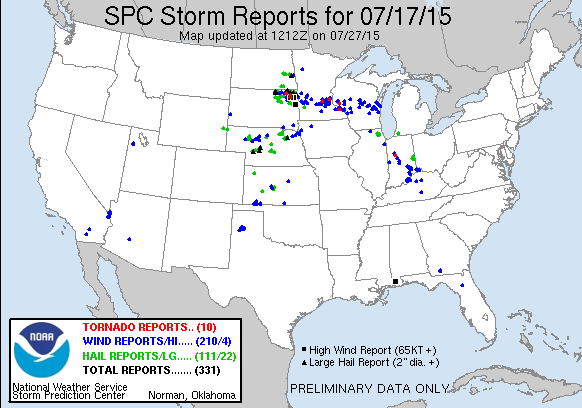 SPC Storm Reports for 07/17/15
Map updated at 1212Z on 07/27/15
TORNADO REPORTS.. (10)
WIND REPORTS/HI..... (210/4)
HAIL REPORTS/LG..... (111/22)
TOTAL REPORTS....... (331)
NOAA
National Weather Service
Storm Prediction Center Norman, Oklahoma
High Wind Report (65KT +)
Large Hail Report (2" dia. +)
PRELIMINARY DATA ONLY